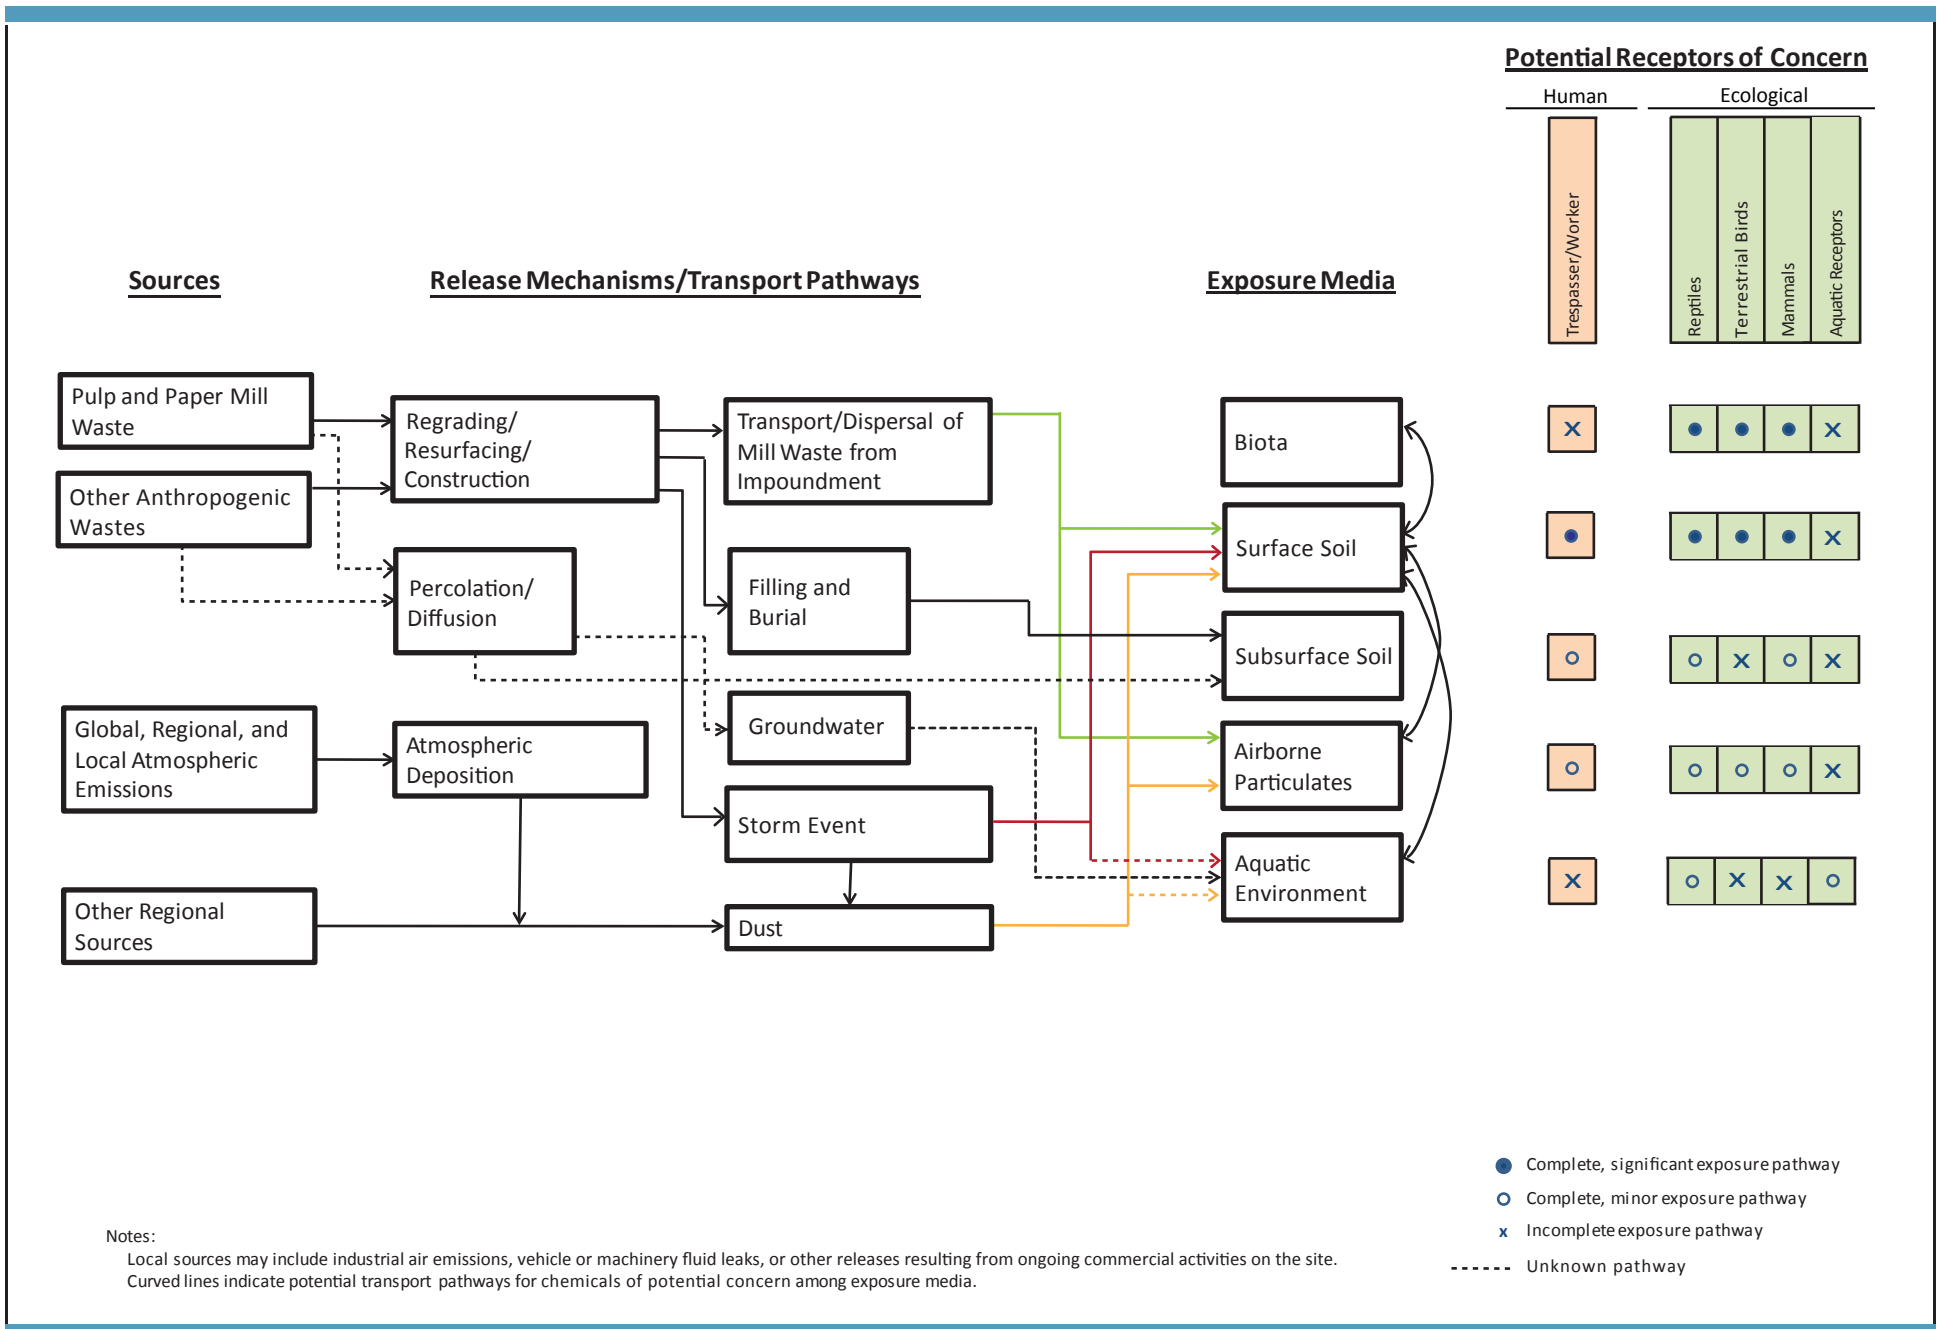 Potential Receptors of Concern
Human
Ecological
Trespasser/Worker
Reptiles
Terrestrial Birds
Mammals
Aquatic Receptors
Sources
Release Mechanisms/Transport Pathways
Exposure Media
Pulp and Paper Mill
Waste
Other Anthropogenic
Wastes
Global, Regional, and
Local Atmospheric
Emissions
Other Regional
Sources
Regrading/
Resurfacing/
Construction
Percolation/
Diffusion
Atmospheric
Deposition
Transport/Dispersal of
Mill Waste from
Impoundment
Filling and
Burial
Groundwater
Storm Event
Dust
Biota
Surface Soil
Subsurface Soil
Airborne
Particulates
Aquatic
Environment
x
x
x
x
x
x
x
x
x
x
Complete, significant exposure pathway
Complete, minor exposure pathway
x Incomplete exposure pathway
Unknown pathway
Notes:
Local sources may include industrial air emissions, vehicle or machinery fluid leaks, or other releases resulting from ongoing commercial activities on the site.
Curved lines indicate potential transport pathways for chemicals of potential concern among exposure media.